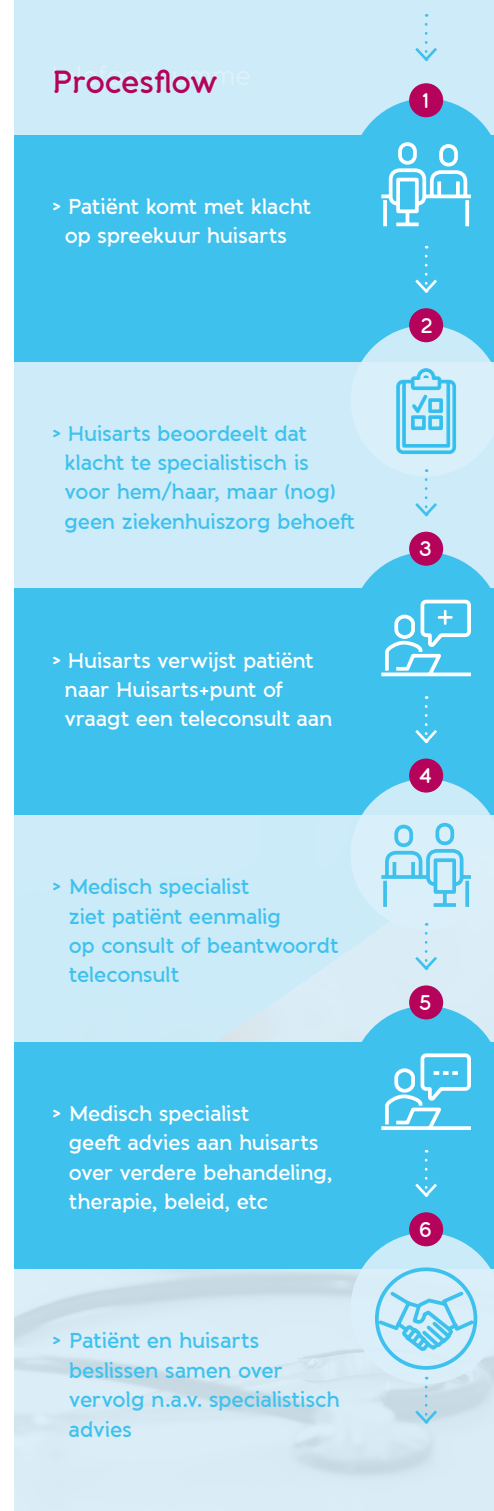 Procesflow
1
> Patiënt komt met klacht
op spreekuur huisarts
2
> Huisarts beoordeelt dat
klacht te specialistisch is
voor hem/haar, maar (nog)
geen ziekenhuiszorg behoeft
3
> Huisarts verwijst patiënt
naar Huisarts+punt of
vraagt een teleconsult aan
4
> Medisch specialist
ziet patiënt eenmalig
op consult of beantwoordt
teleconsult
5
> Medisch specialist
geeft advies aan huisarts
over verdere behandeling,
therapie, beleid, etc
6
> Patiënt en huisarts
beslissen samen over
vervolg n.a.v. specialistisch
advies